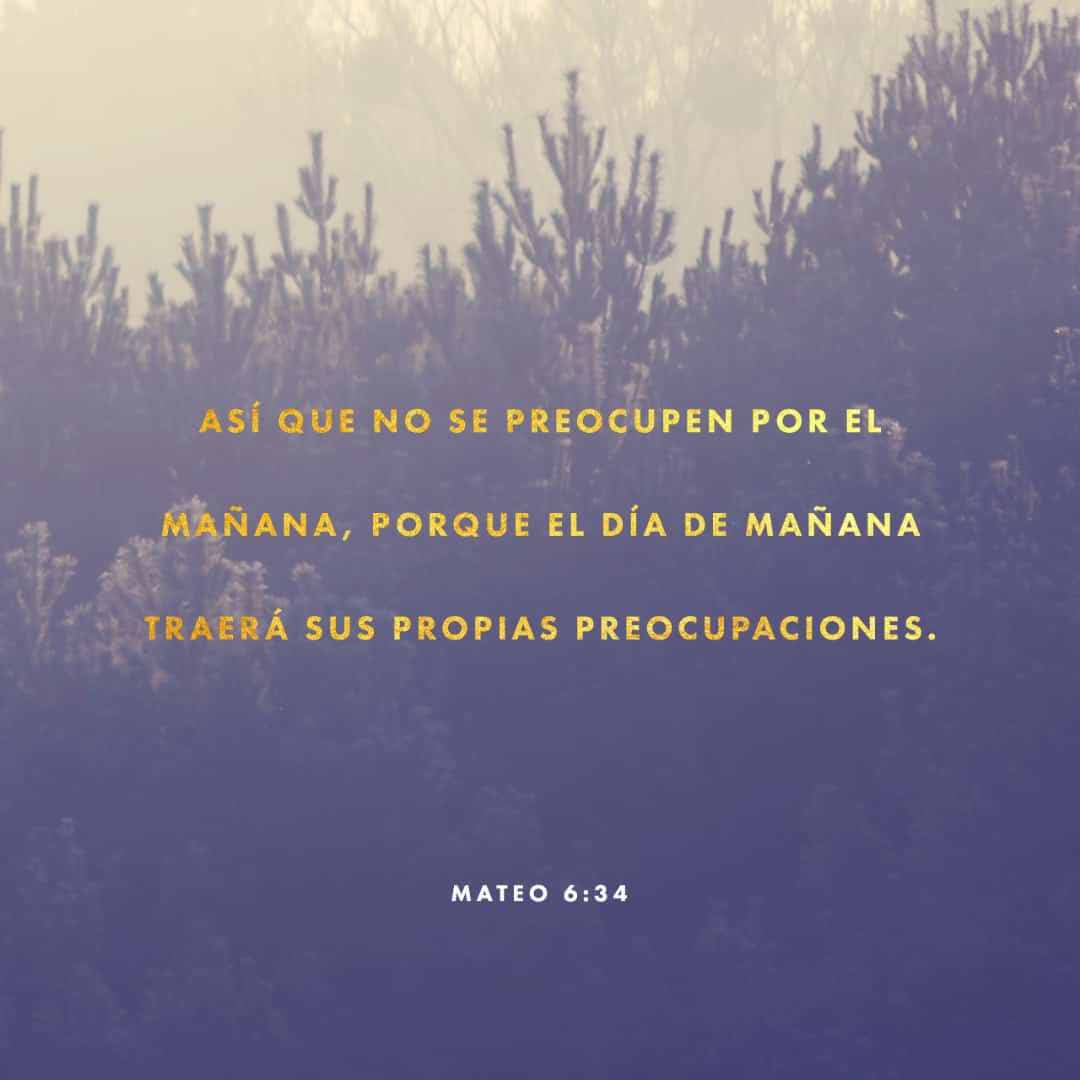 ASÍ QUE NO SE PREOCUPEN POR EL
MAÑANA, PORQUE EL DÍA DE MAÑANA
TRAERÁ SUS PROPIAS PREOCUPACIONES.
MATEO 6:34